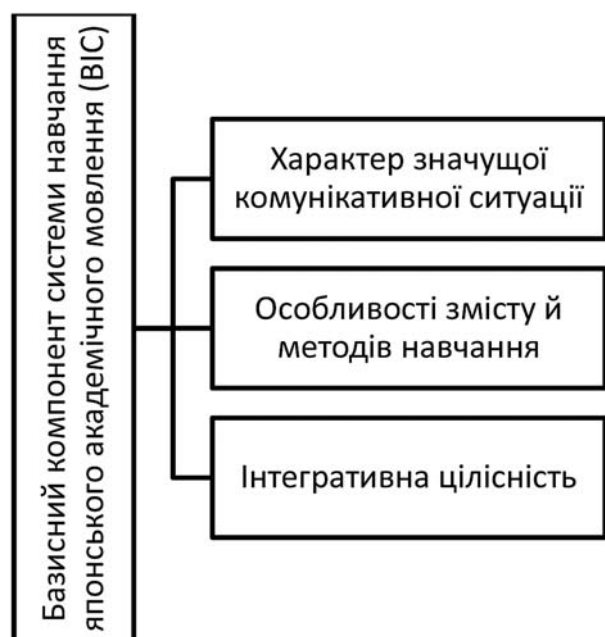 Базисний компонент системи навчання
японського академічного мовлення (ВІС)
Характер значущої
комунікативної ситуації
Особливості змісту й
методів навчання
Інтегративна цілісність